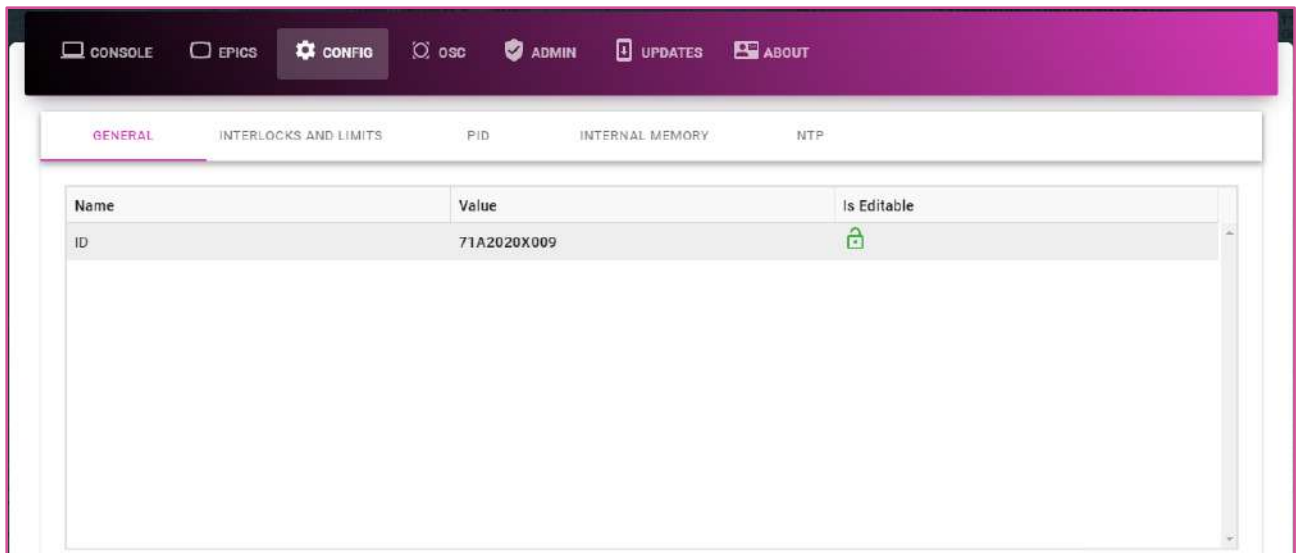 CONSOLE EPICS CONFIG OSC ADMIN UPDATES ABOUT
GENERAL INTERLOCKS AND LIMITS PID INTERNAL MEMORY NTP
Name Value Is Editable
ID 71A2020X009